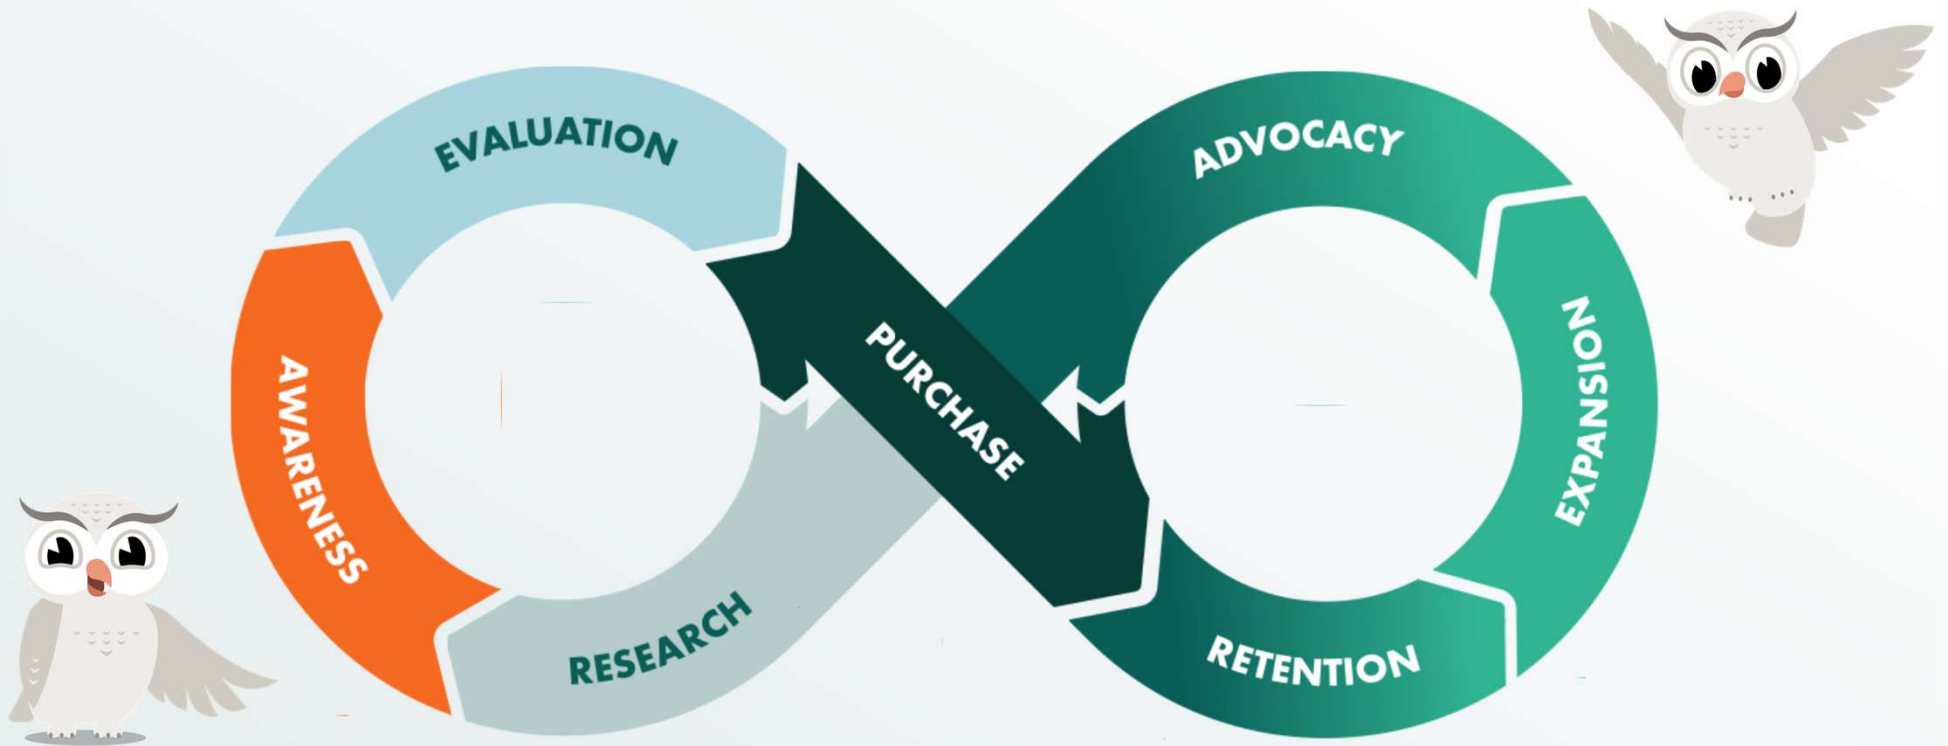 EVALUATION
ADVOCACY
AWARENESS
PURCHASE
EXPANSION
RESEARCH
RETENTION